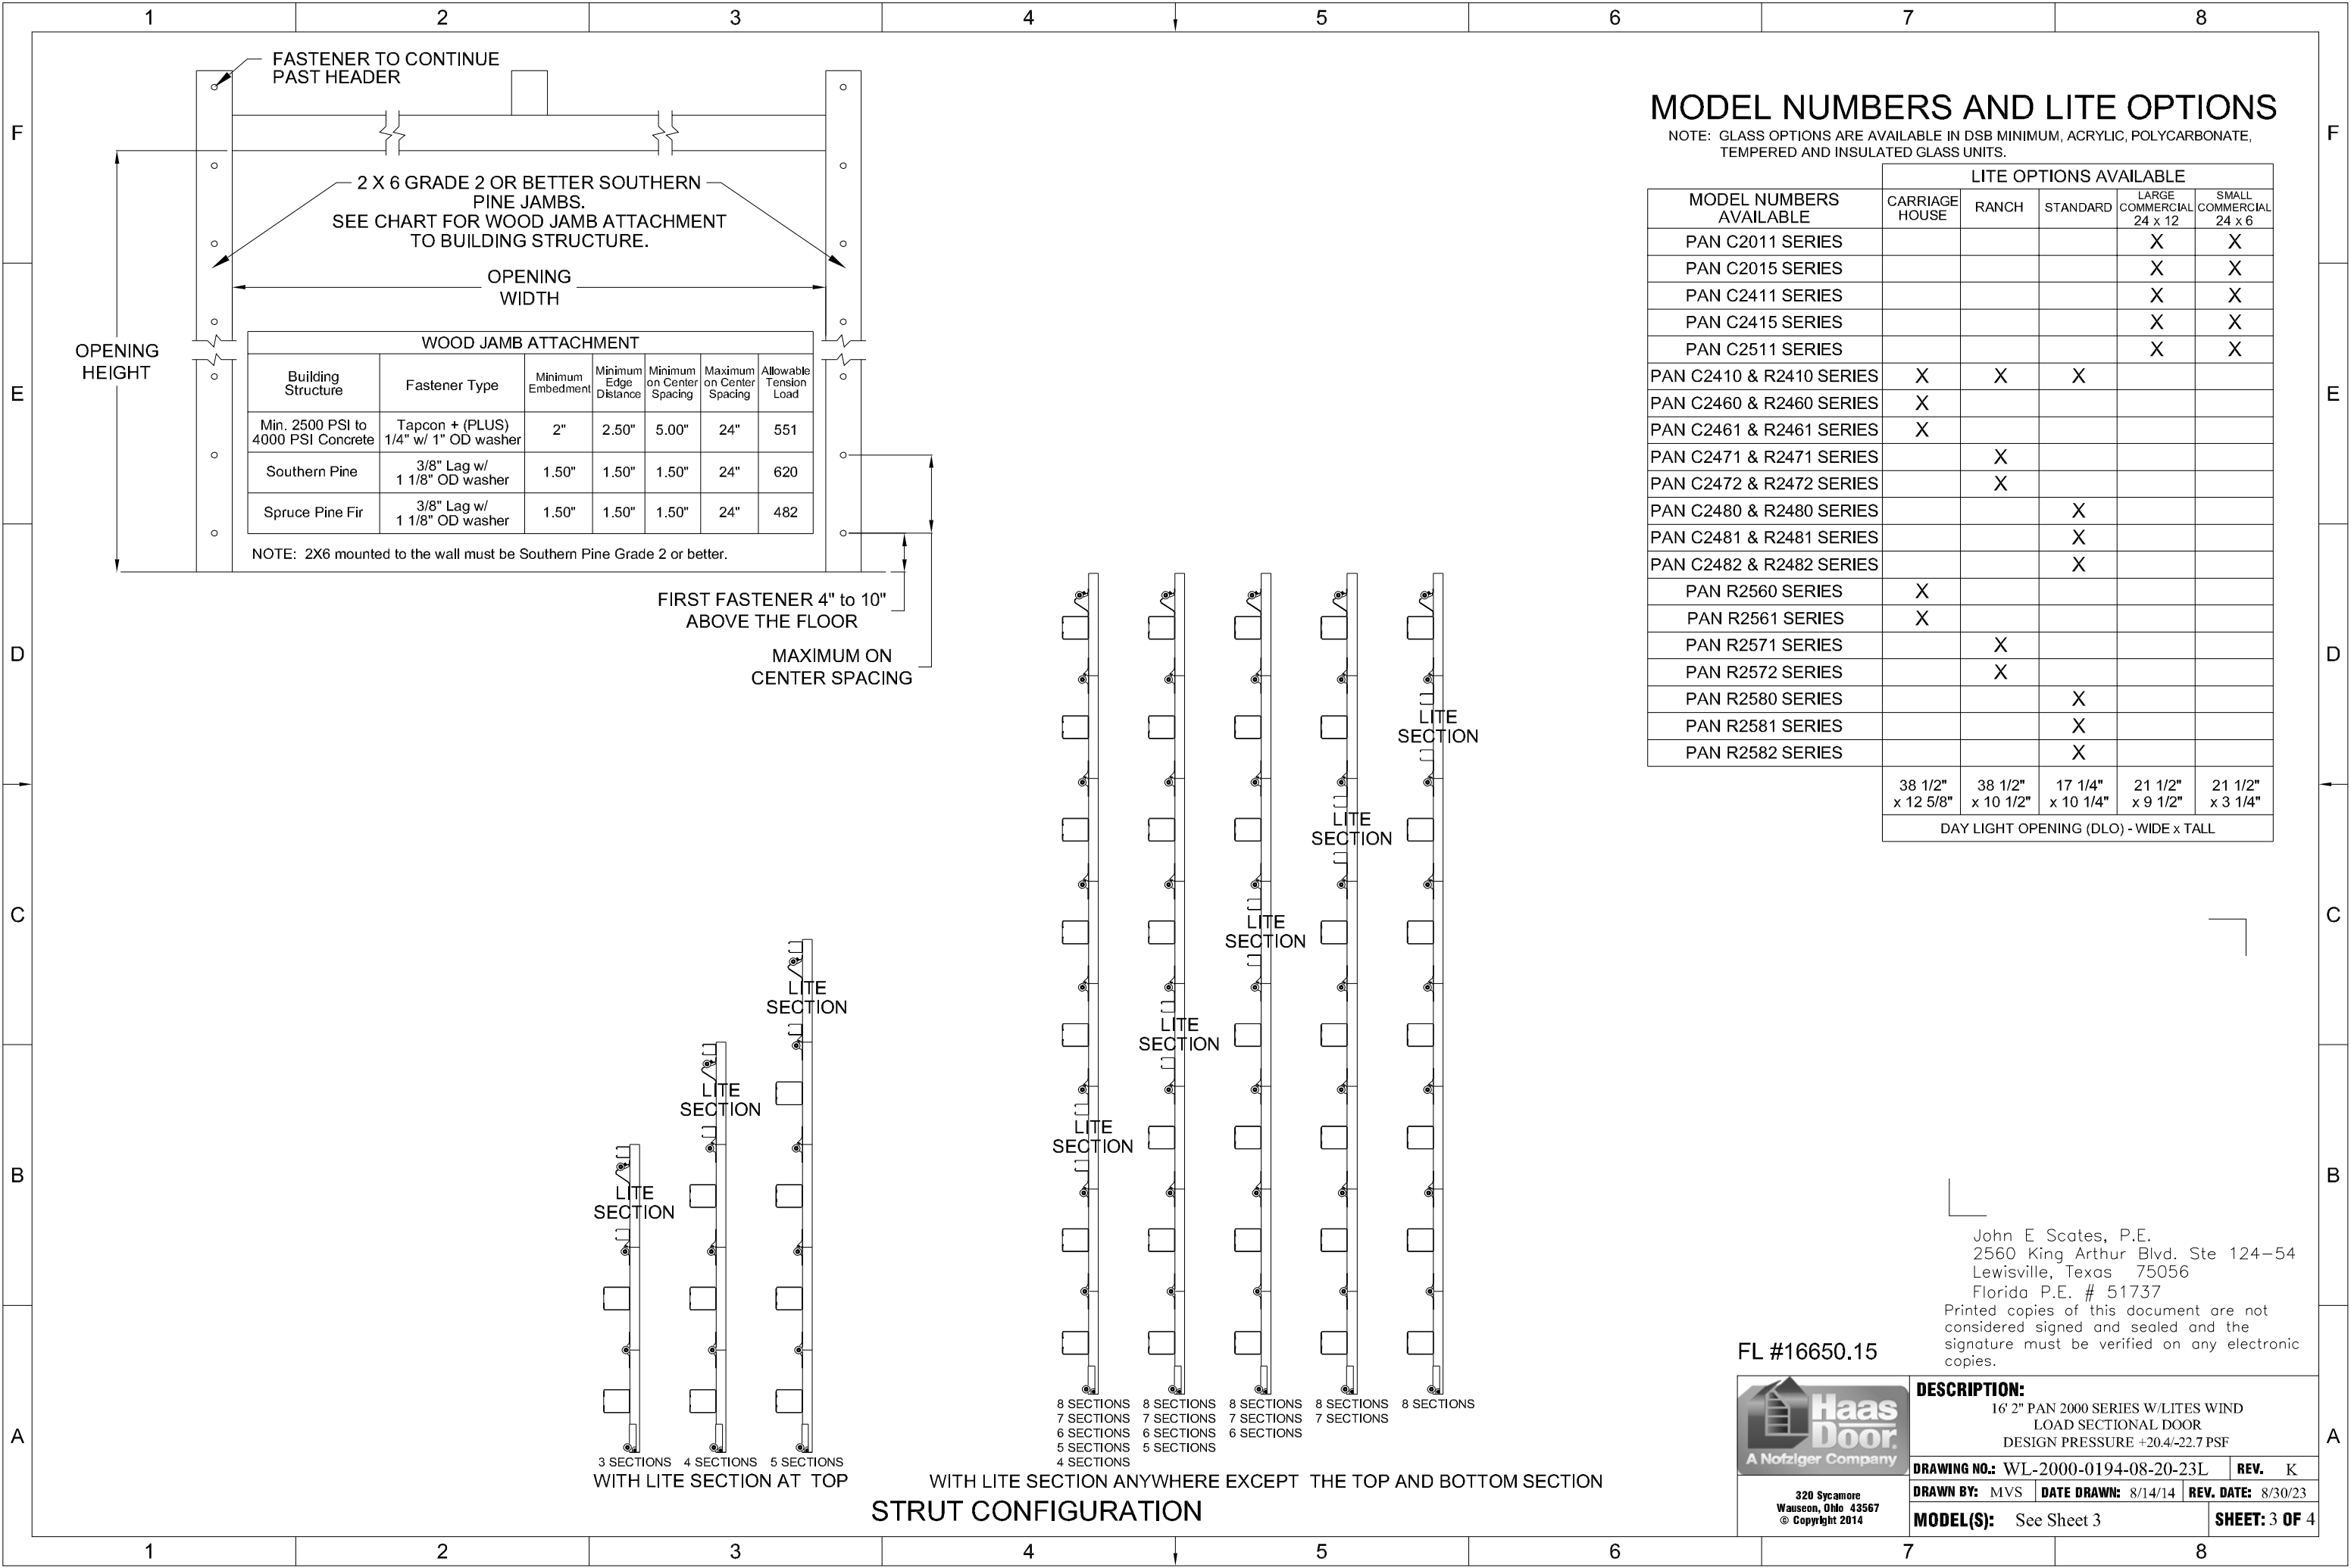 1 2 3 4 5 6 7 8
F
E
D
C
B
A
F
E
D
C
B
A
FASTENER TO CONTINUE
PAST HEADER
2 X 6 GRADE 2 OR BETTER SOUTHERN
PINE JAMBS.
SEE CHART FOR WOOD JAMB ATTACHMENT
TO BUILDING STRUCTURE.
OPENING
WIDTH
OPENING
HEIGHT
WOOD JAMB ATTACHMENT
Building
Structure
Fastener Type
Minimum
Embedment
Minimum
Edge
Distance
Minimum
on Center
Spacing
Maximum
on Center
Spacing
Allowable
Tension
Load
Min. 2500 PSI to
4000 PSI Concrete
Tapcon + (PLUS)
1/4" w/ 1" OD washer
2" 2.50" 5.00" 24" 551
Southern Pine
3/8" Lag w/
1 1/8" OD washer
1.50" 1.50" 1.50" 24" 620
Spruce Pine Fir
3/8" Lag w/
1 1/8" OD washer
1.50" 1.50" 1.50" 24" 482
NOTE: 2X6 mounted to the wall must be Southern Pine Grade 2 or better.
FIRST FASTENER 4" to 10"
ABOVE THE FLOOR
MAXIMUM ON
CENTER SPACING
MODEL NUMBERS AND LITE OPTIONS
NOTE: GLASS OPTIONS ARE AVAILABLE IN DSB MINIMUM, ACRYLIC, POLYCARBONATE,
TEMPERED AND INSULATED GLASS UNITS.
LITE OPTIONS AVAILABLE
MODEL NUMBERS
AVAILABLE
CARRIAGE
HOUSE
RANCH
STANDARD
LARGE
COMMERCIAL
24 x 12
SMALL
COMMERCIAL
24 x 6
PAN C2011 SERIES X X
PAN C2015 SERIES X X
PAN C2411 SERIES X X
PAN C2415 SERIES X X
PAN C2511 SERIES X X
PAN C2410 & R2410 SERIES X X X
PAN C2460 & R2460 SERIES X
PAN C2461 & R2461 SERIES X
PAN C2471 & R2471 SERIES X
PAN C2472 & R2472 SERIES X
PAN C2480 & R2480 SERIES X
PAN C2481 & R2481 SERIES X
PAN C2482 & R2482 SERIES X
PAN R2560 SERIES X
PAN R2561 SERIES X
PAN R2571 SERIES X
PAN R2572 SERIES X
PAN R2580 SERIES X
PAN R2581 SERIES X
PAN R2582 SERIES X
38 1/2" 38 1/2" 17 1/4" 21 1/2" 21 1/2"
x 12 5/8" x 10 1/2" x 10 1/4" x 9 1/2" x 3 1/4"
DAY LIGHT OPENING (DLO) - WIDE x TALL
LITE
SECTION
LITE
SECTION
LITE
SECTION
3 SECTIONS 4 SECTIONS 5 SECTIONS
WITH LITE SECTION AT TOP
LITE
SECTION
LITE
SECTION
LITE
SECTION
LITE
SECTION
LITE
SECTION
8 SECTIONS 8 SECTIONS 8 SECTIONS 8 SECTIONS 8 SECTIONS
7 SECTIONS 7 SECTIONS 7 SECTIONS 7 SECTIONS
6 SECTIONS 6 SECTIONS 6 SECTIONS
5 SECTIONS 5 SECTIONS
4 SECTIONS
WITH LITE SECTION ANYWHERE EXCEPT THE TOP AND BOTTOM SECTION
STRUT CONFIGURATION
John E Scates, P.E.
2560 King Arthur Blvd. Ste 124-54
Lewisville, Texas 75056
Florida P.E. # 51737
Printed copies of this document are not
considered signed and sealed and the
signature must be verified on any electronic
copies.
FL #16650.15
Haas
Door
A Nofziger Company
320 Sycamore
Wauseon, Ohio 43567
© Copyright 2014
DESCRIPTION:
16' 2" PAN 2000 SERIES W/LITES WIND
LOAD SECTIONAL DOOR
DESIGN PRESSURE +20.4/-22.7 PSF
DRAWING NO.: WL-2000-0194-08-20-23L REV. K
DRAWN BY: MVS DATE DRAWN: 8/14/14 REV. DATE: 8/30/23
MODEL(S): See Sheet 3 SHEET: 3 OF 4
1 2 3 4 5 6 7 8